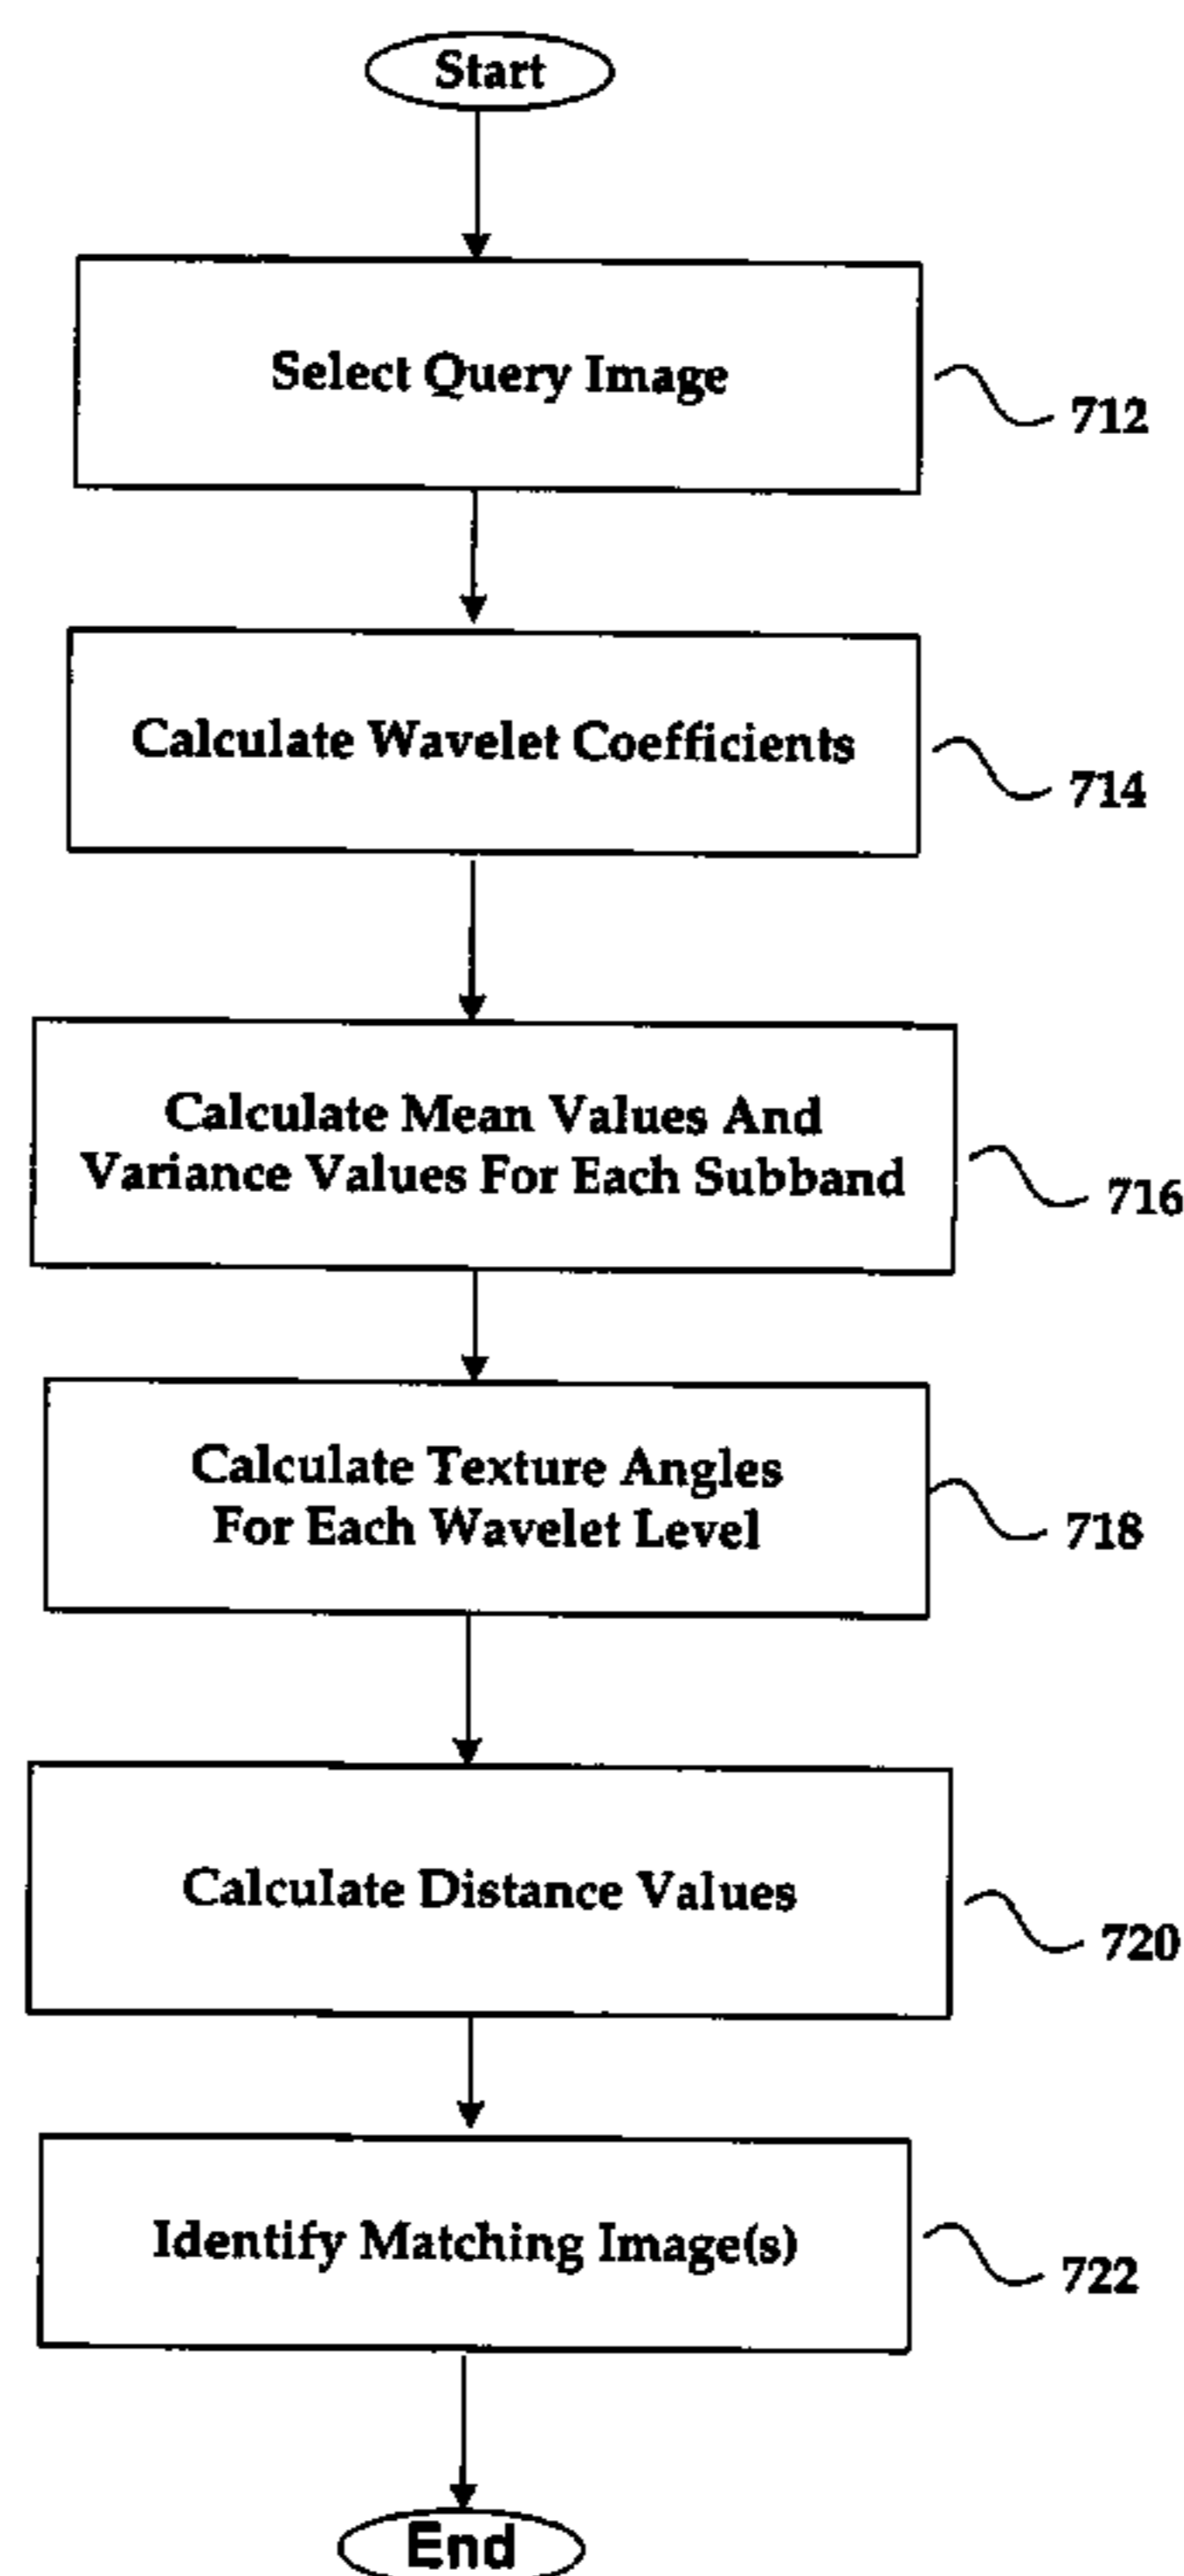 Start
Select Query Image
712
Calculate Wavelet Coefficients
714
Calculate Mean Values And
Variance Values For Each Subband
716
Calculate Texture Angles
For Each Wavelet Level
718
Calculate Distance Values
720
Identify Matching Image(s)
722
End